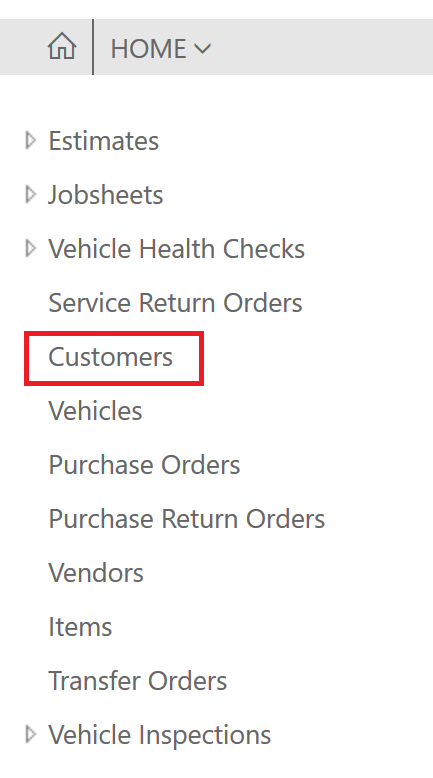 HOME
Estimates
Jobsheets
Vehicle Health Checks
Service Return Orders
Customers
Vehicles
Purchase Orders
Purchase Return Orders
Vendors
Items
Transfer Orders
Vehicle Inspections